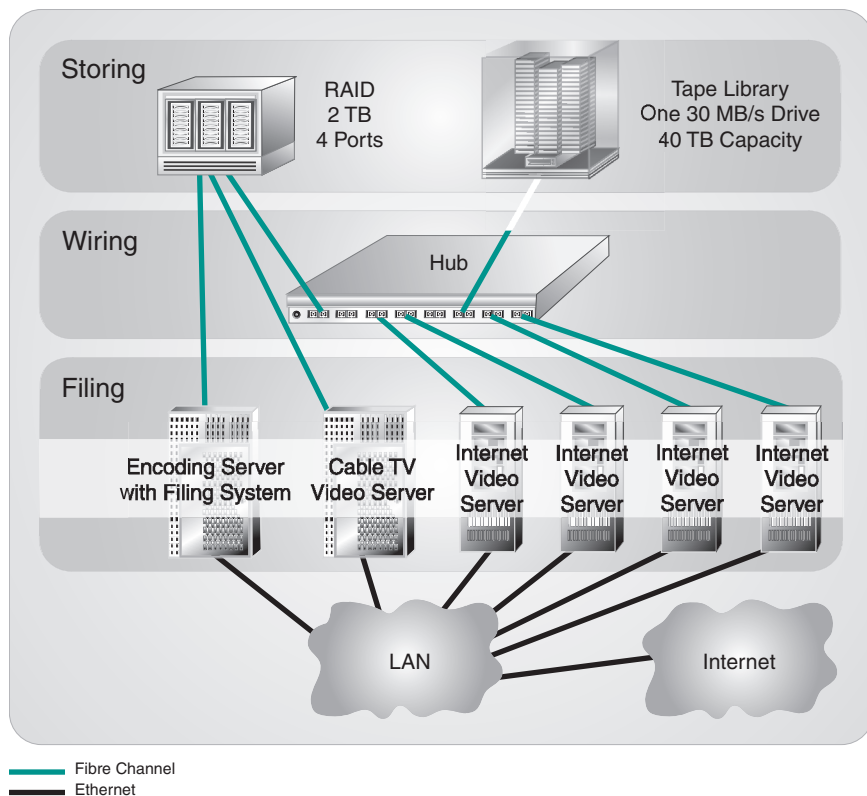 Storing
RAID
2 TB
4 Ports
Tape Library
One 30 MB/s Drive
40 TB Capacity
Wiring
Hub
Filing
Encoding Server
with Filing System
Cable TV
Video Server
Internet
Video
Server
Internet
Video
Server
Internet
Video
Server
Internet
Video
Server
LAN
Internet
Fibre Channel
Ethernet